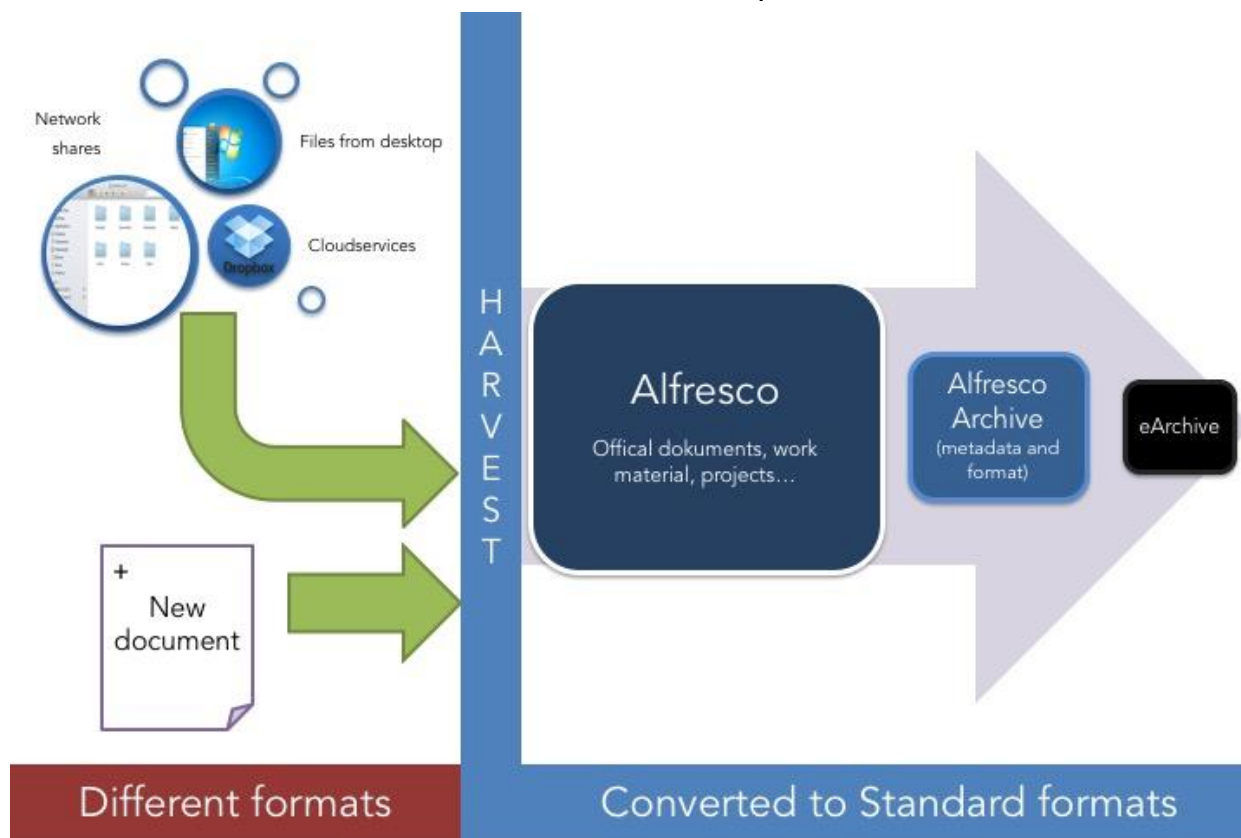 Network
shares
Files from desktop
Dropbox
Cloudservices
HARVEST
Alfresco
Offical dokuments, work
material, projects...
Alfresco
Archive
(metadata and
format)
eArchive
+
New
document
Different formats
Converted to Standard formats